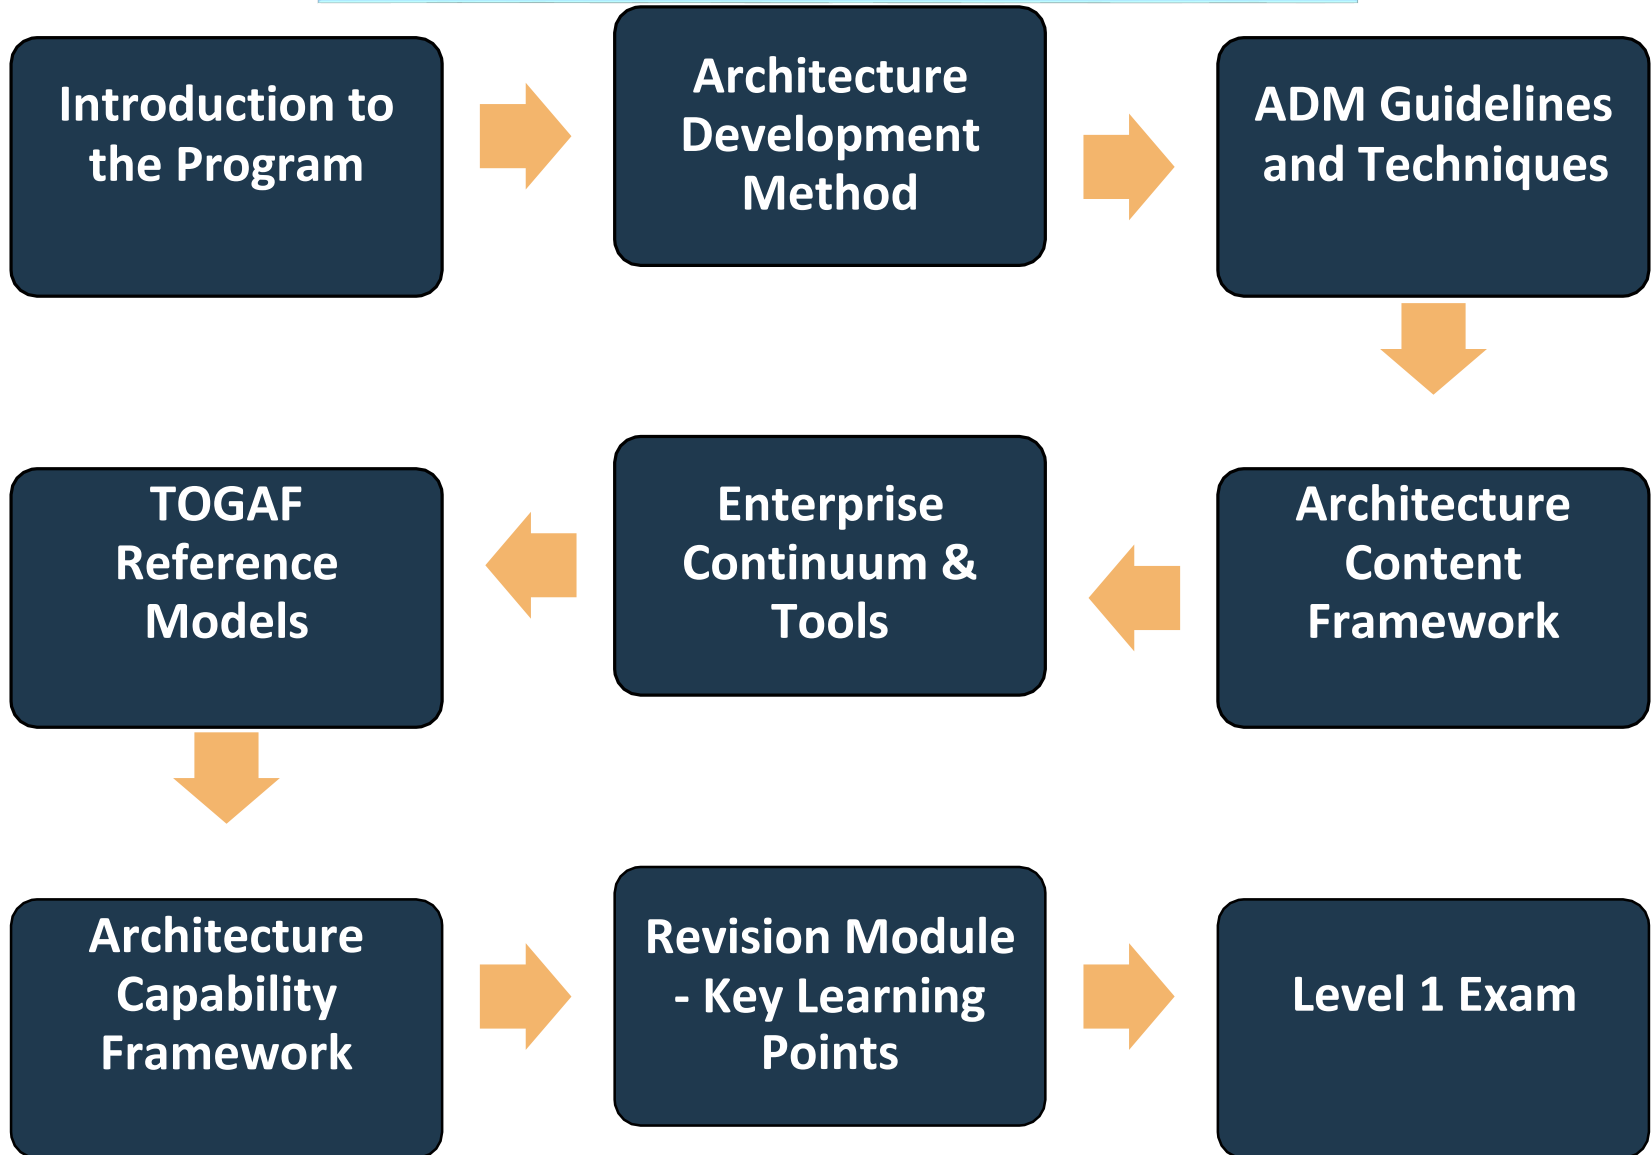 Introduction to
the Program
Architecture
Development
Method
ADM Guidelines
and Techniques
TOGAF
Reference
Models
Enterprise
Continuum &
Tools
Architecture
Content
Framework
Architecture
Capability
Framework
Revision Module
- Key Learning
Points
Level 1 Exam